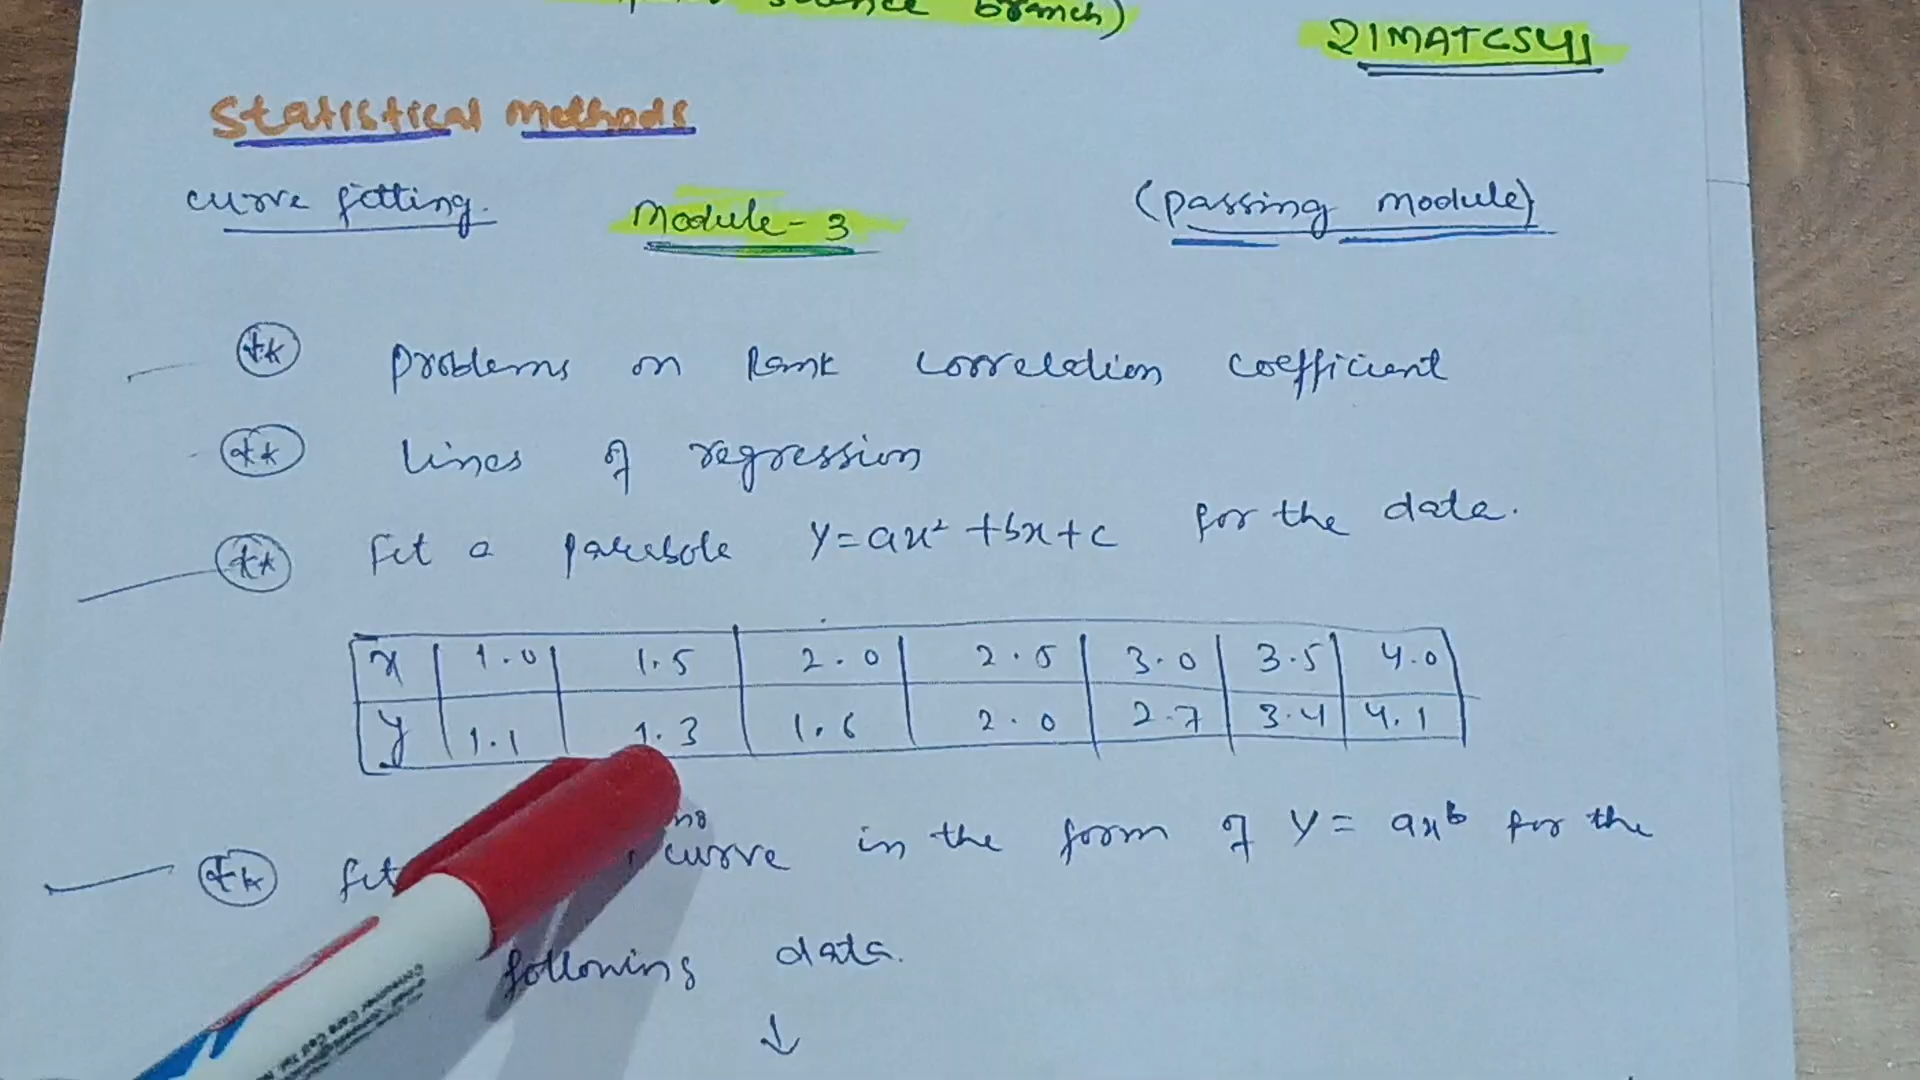 science branch)
21MATCS41
Statistical Methods
curve fitting.
Module - 3
(passing module)
** problems on Rank correlation coefficient
** lines of regression
** Fit a parabola y = ax² + bx + c for the data.
x 1.0 1.5 2.0 2.5 3.0 3.5 4.0
y 1.1 1.3 1.6 2.0 2.7 3.4 4.1
** fit curve in the form of y = ax^b for the
following data.
↓